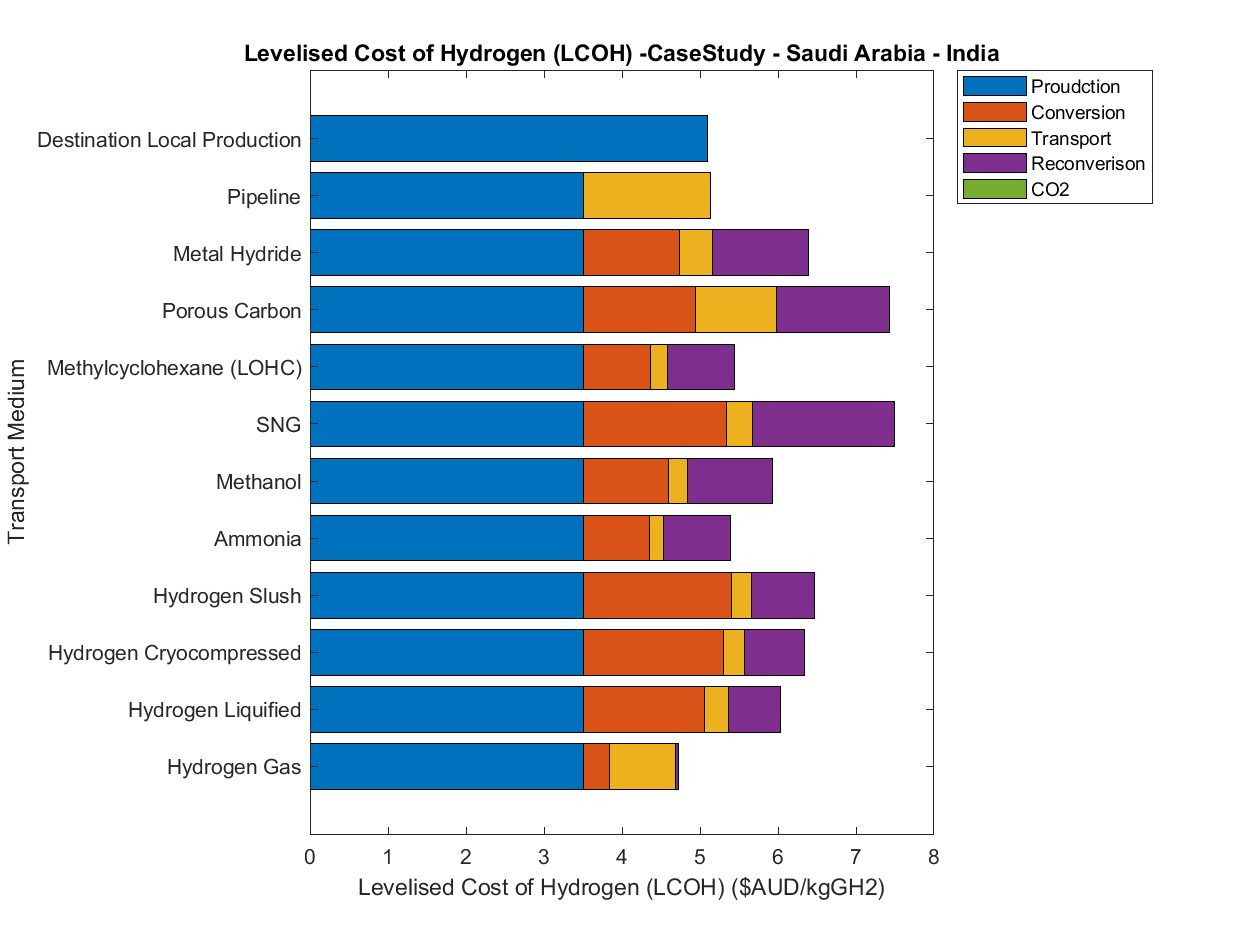 Levelised Cost of Hydrogen (LCOH) -CaseStudy - Saudi Arabia - India
Proudction
Conversion
Transport
Reconverison
CO2
Transport Medium
Destination Local Production
Pipeline
Metal Hydride
Porous Carbon
Methylcyclohexane (LOHC)
SNG
Methanol
Ammonia
Hydrogen Slush
Hydrogen Cryocompressed
Hydrogen Liquified
Hydrogen Gas
0 1 2 3 4 5 6 7 8
Levelised Cost of Hydrogen (LCOH) ($AUD/kgGH2)